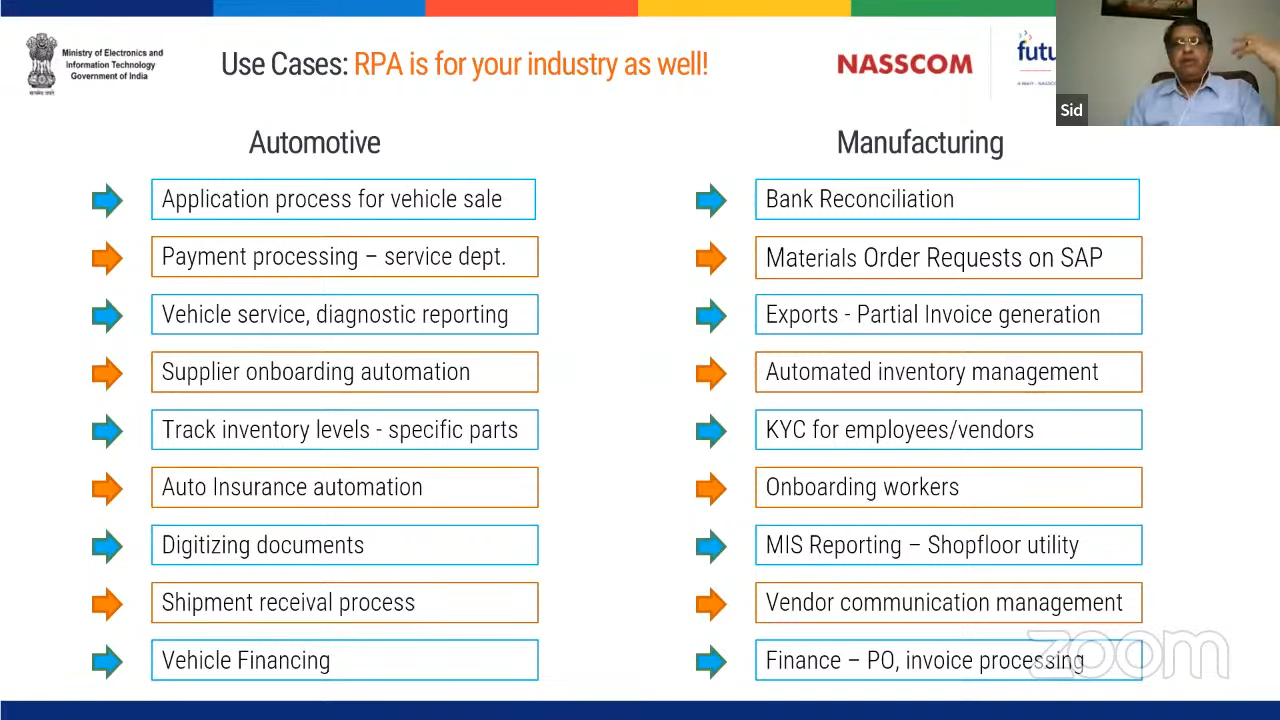 Ministry of Electronics and
Information Technology
Government of India
Use Cases: RPA is for your industry as well!
NASSCOM
futu
Sid
Automotive
Application process for vehicle sale
Payment processing – service dept.
Vehicle service, diagnostic reporting
Supplier onboarding automation
Track inventory levels - specific parts
Auto Insurance automation
Digitizing documents
Shipment receival process
Vehicle Financing
Manufacturing
Bank Reconciliation
Materials Order Requests on SAP
Exports - Partial Invoice generation
Automated inventory management
KYC for employees/vendors
Onboarding workers
MIS Reporting – Shopfloor utility
Vendor communication management
Finance – PO, invoice processing
zoom